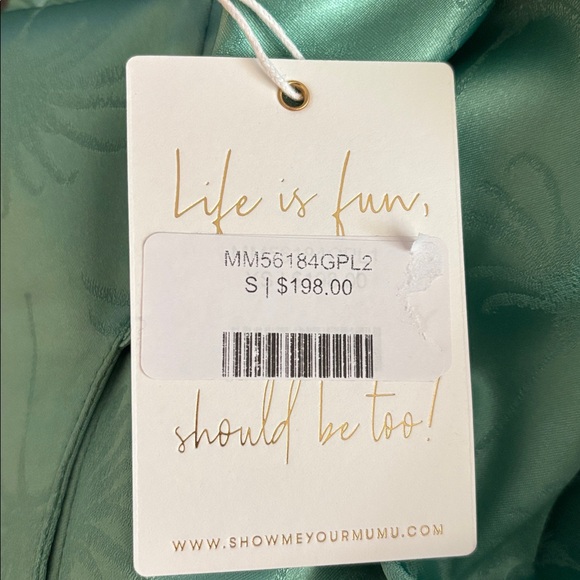 Life is fun,
MM56184GPL2
S | $198.00
should be too!
WWW.SHOWMEYOURMUMU.COM